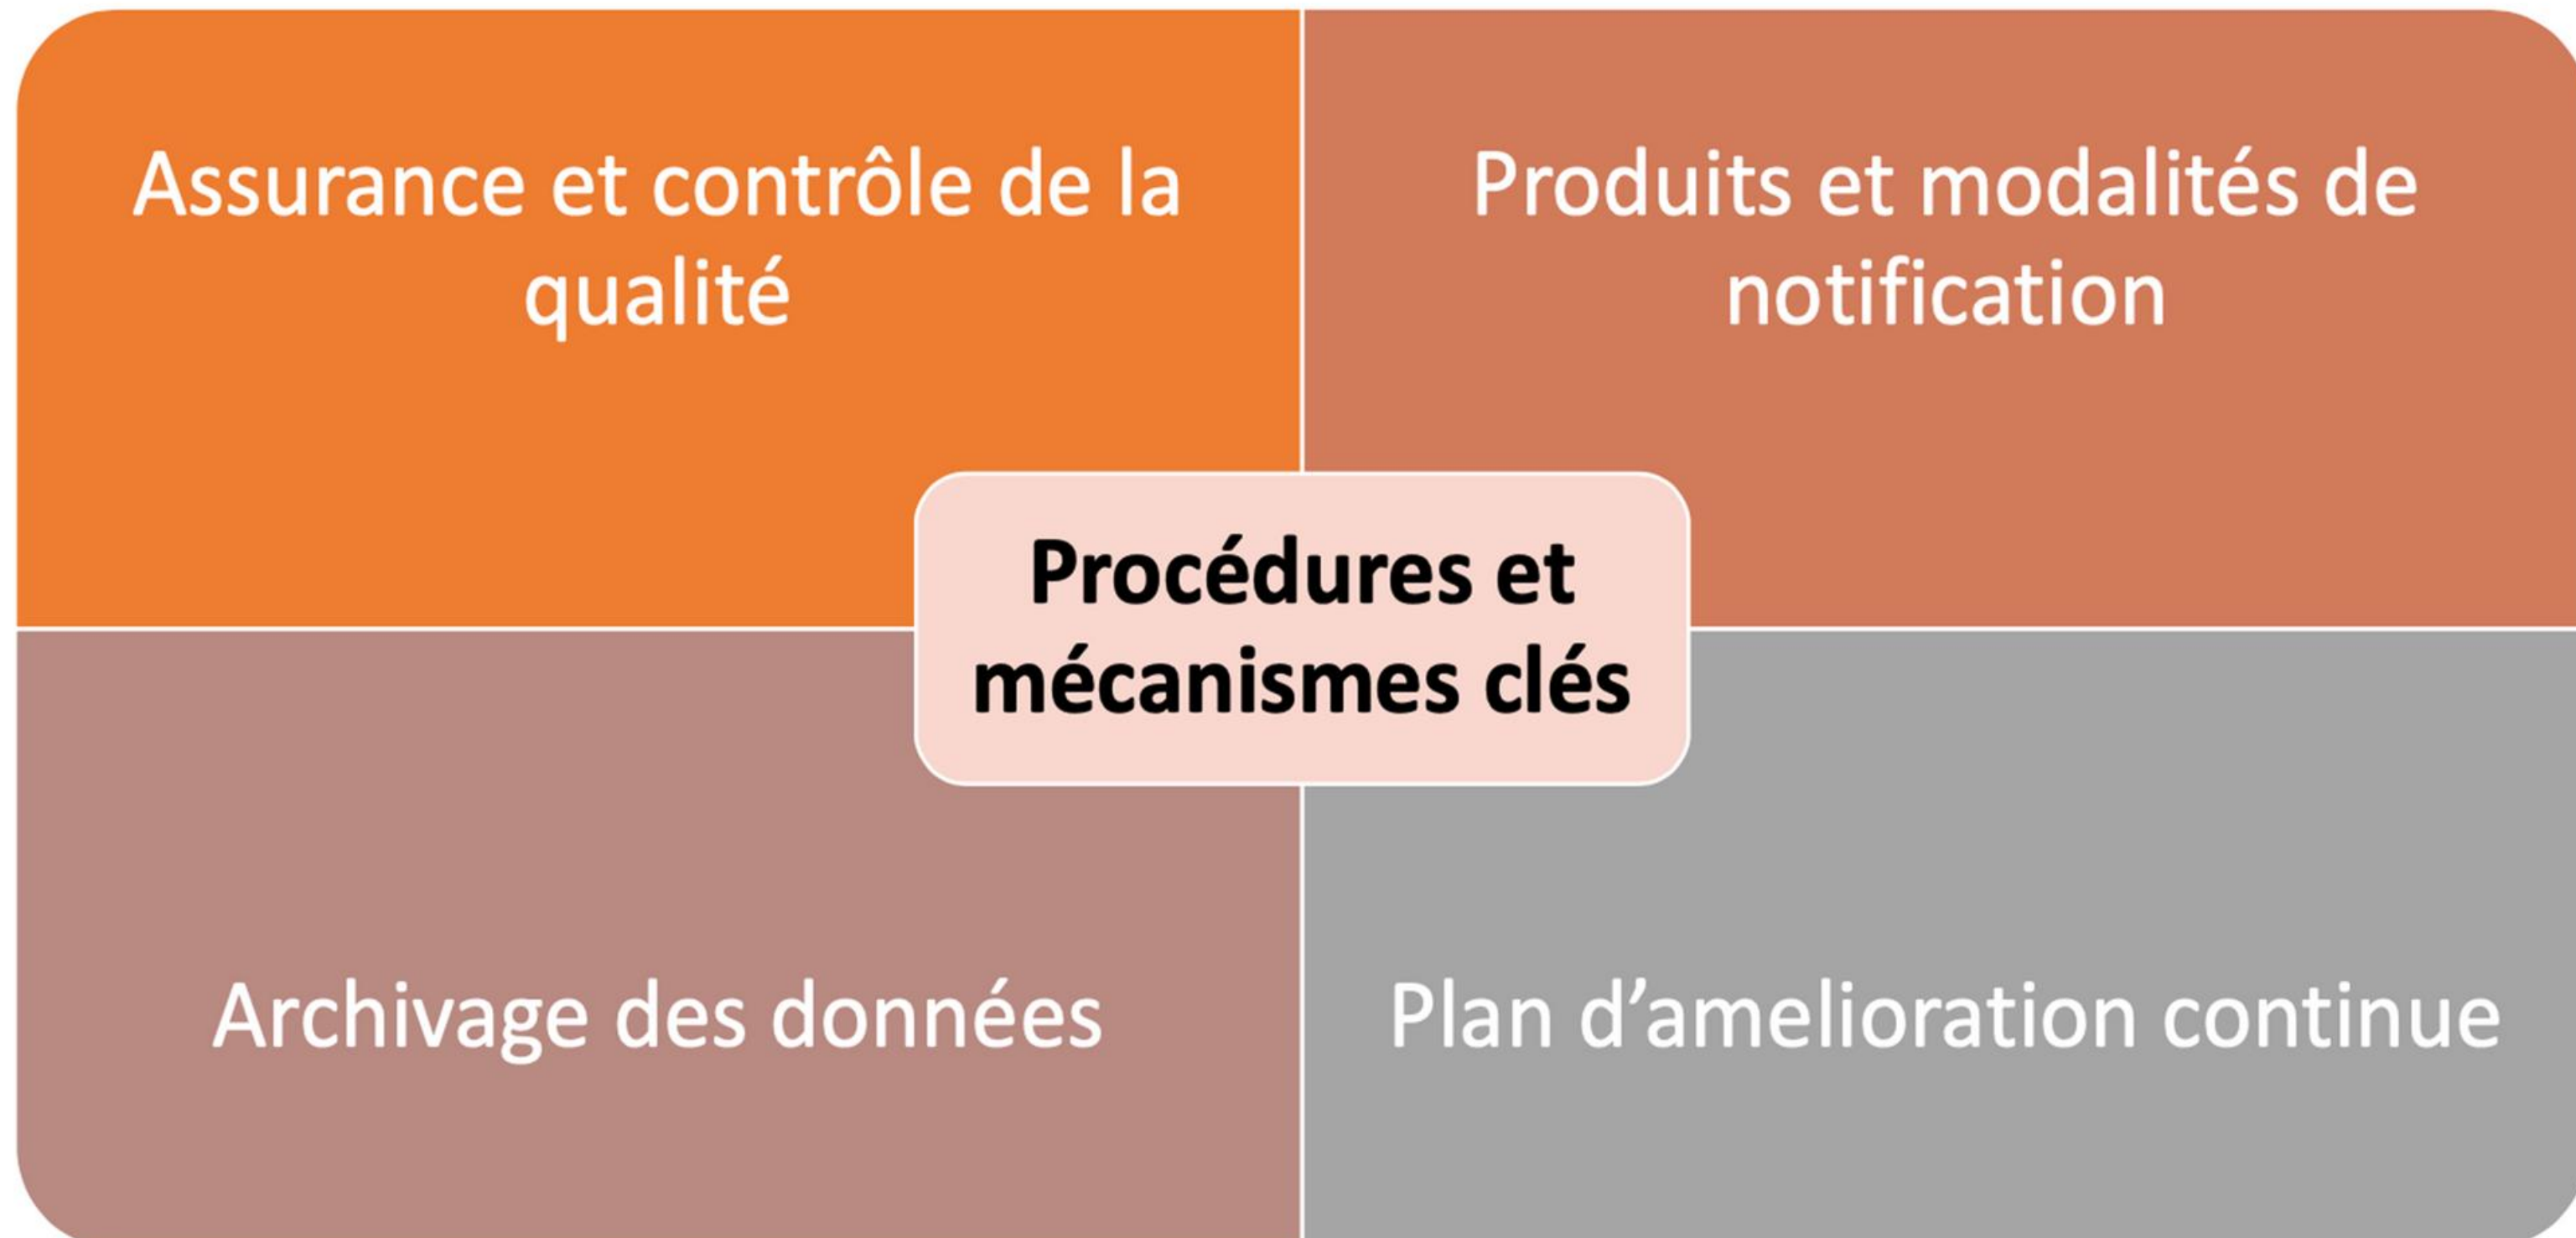 Assurance et contrôle de la
qualité
Produits et modalités de
notification
Procédures et
mécanismes clés
Archivage des données
Plan d’amelioration continue